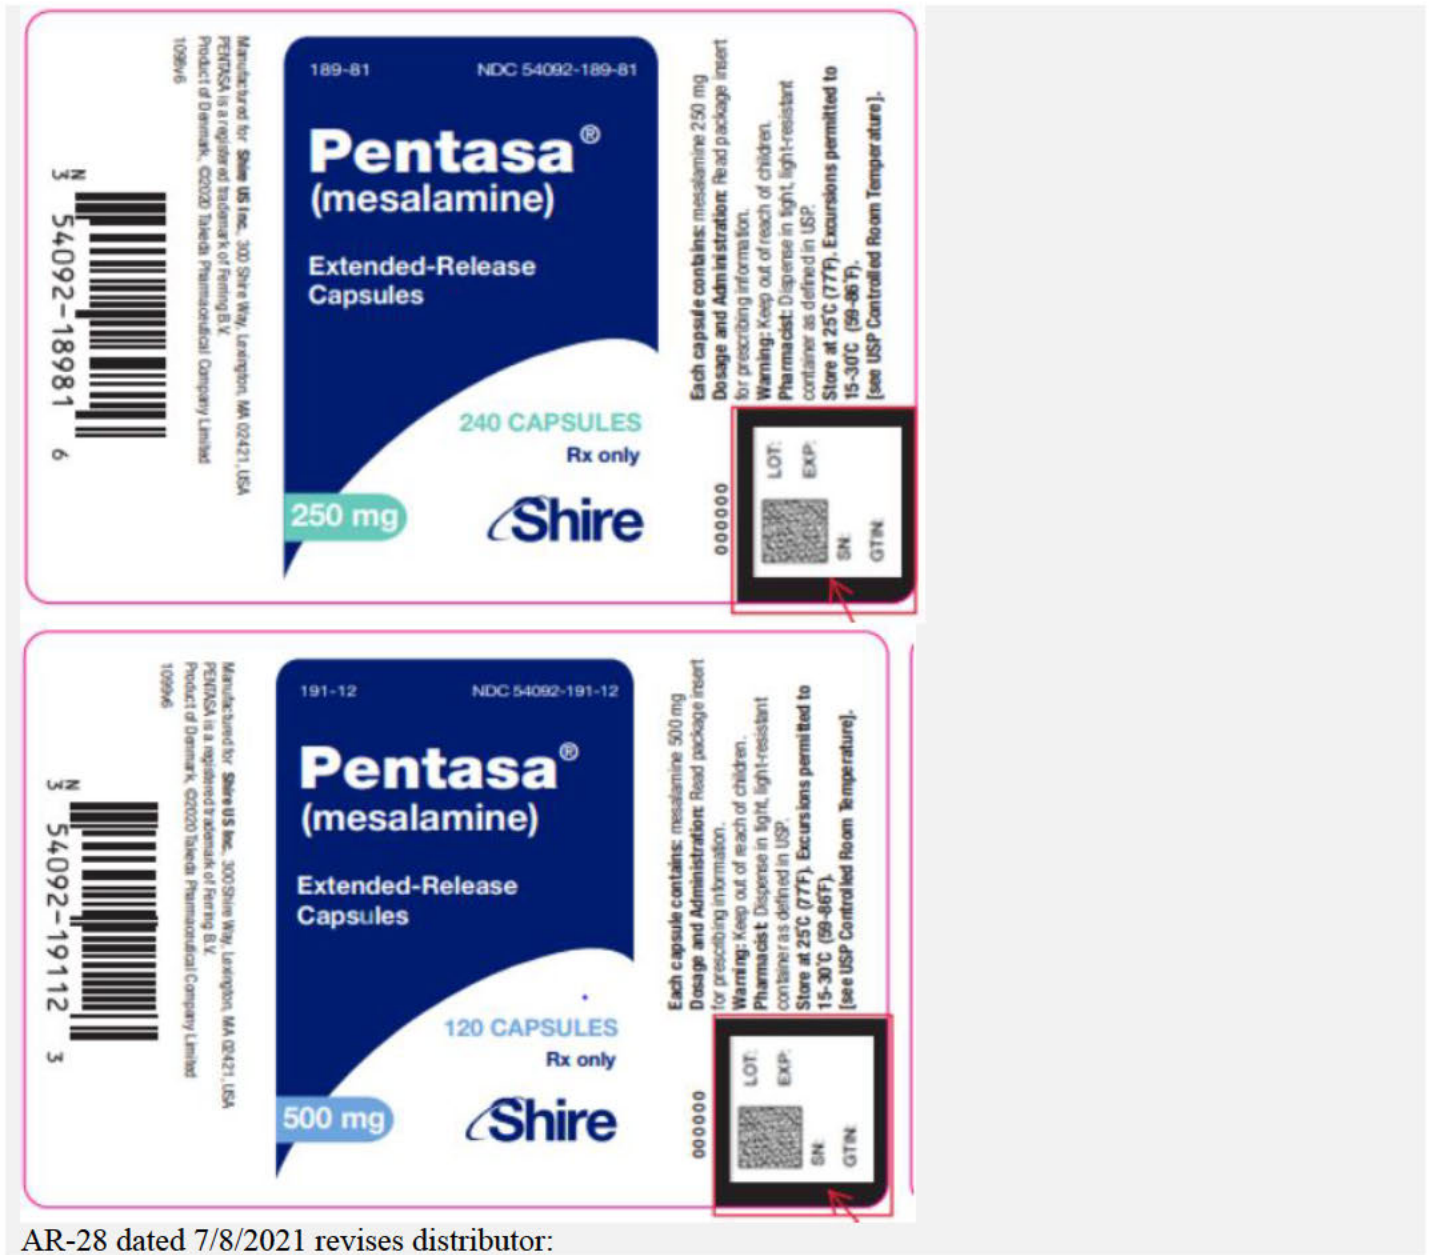 Manufactured for Shire US Inc., 300 Shire Way, Lexington, MA 02421, USA
PENTASA is a registered trademark of Ferring B.V.
Product of Denmark, ©2020 Takeda Pharmaceutical Company Limited
1098v6
N
3 54092-18981 6
189-81 NDC 54092-189-81
Pentasa®
(mesalamine)
Extended-Release
Capsules
240 CAPSULES
Rx only
250 mg
Shire
Each capsule contains: mesalamine 250 mg
Dosage and Administration: Read package insert
for prescribing information.
Warning: Keep out of reach of children.
Pharmacist: Dispense in tight, light-resistant
container as defined in USP.
Store at 25°C (77°F). Excursions permitted to
15-30°C (59-86°F).
[see USP Controlled Room Temperature].
000000
LOT:
EXP:
SN:
GTIN:
Manufactured for Shire US Inc., 300 Shire Way, Lexington, MA 02421, USA
PENTASA is a registered trademark of Ferring B.V.
Product of Denmark, ©2020 Takeda Pharmaceutical Company Limited
1099v6
N
3 54092-19112 3
191-12 NDC 54092-191-12
Pentasa®
(mesalamine)
Extended-Release
Capsules
120 CAPSULES
Rx only
500 mg
Shire
Each capsule contains: mesalamine 500 mg
Dosage and Administration: Read package insert
for prescribing information.
Warning: Keep out of reach of children.
Pharmacist: Dispense in tight, light-resistant
container as defined in USP.
Store at 25°C (77°F). Excursions permitted to
15-30°C (59-86°F).
[see USP Controlled Room Temperature].
000000
LOT:
EXP:
SN:
GTIN:
AR-28 dated 7/8/2021 revises distributor: